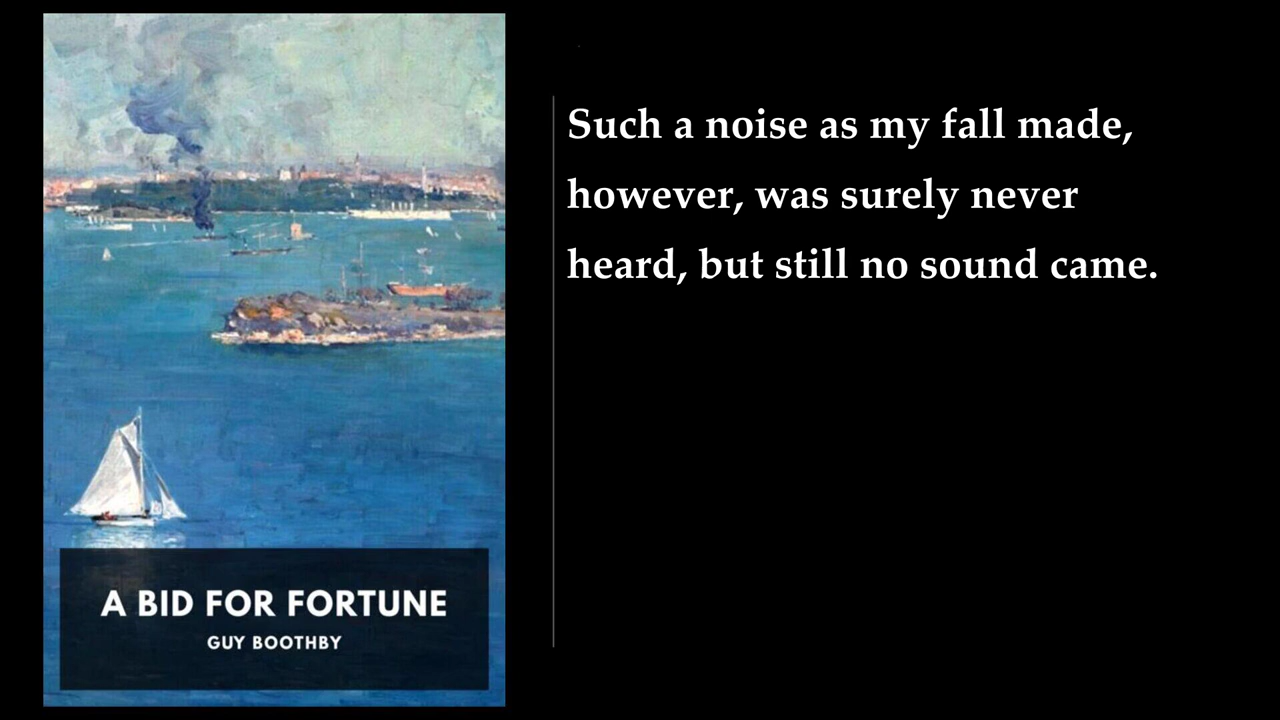 Such a noise as my fall made,
however, was surely never
heard, but still no sound came.
A BID FOR FORTUNE
GUY BOOTHBY